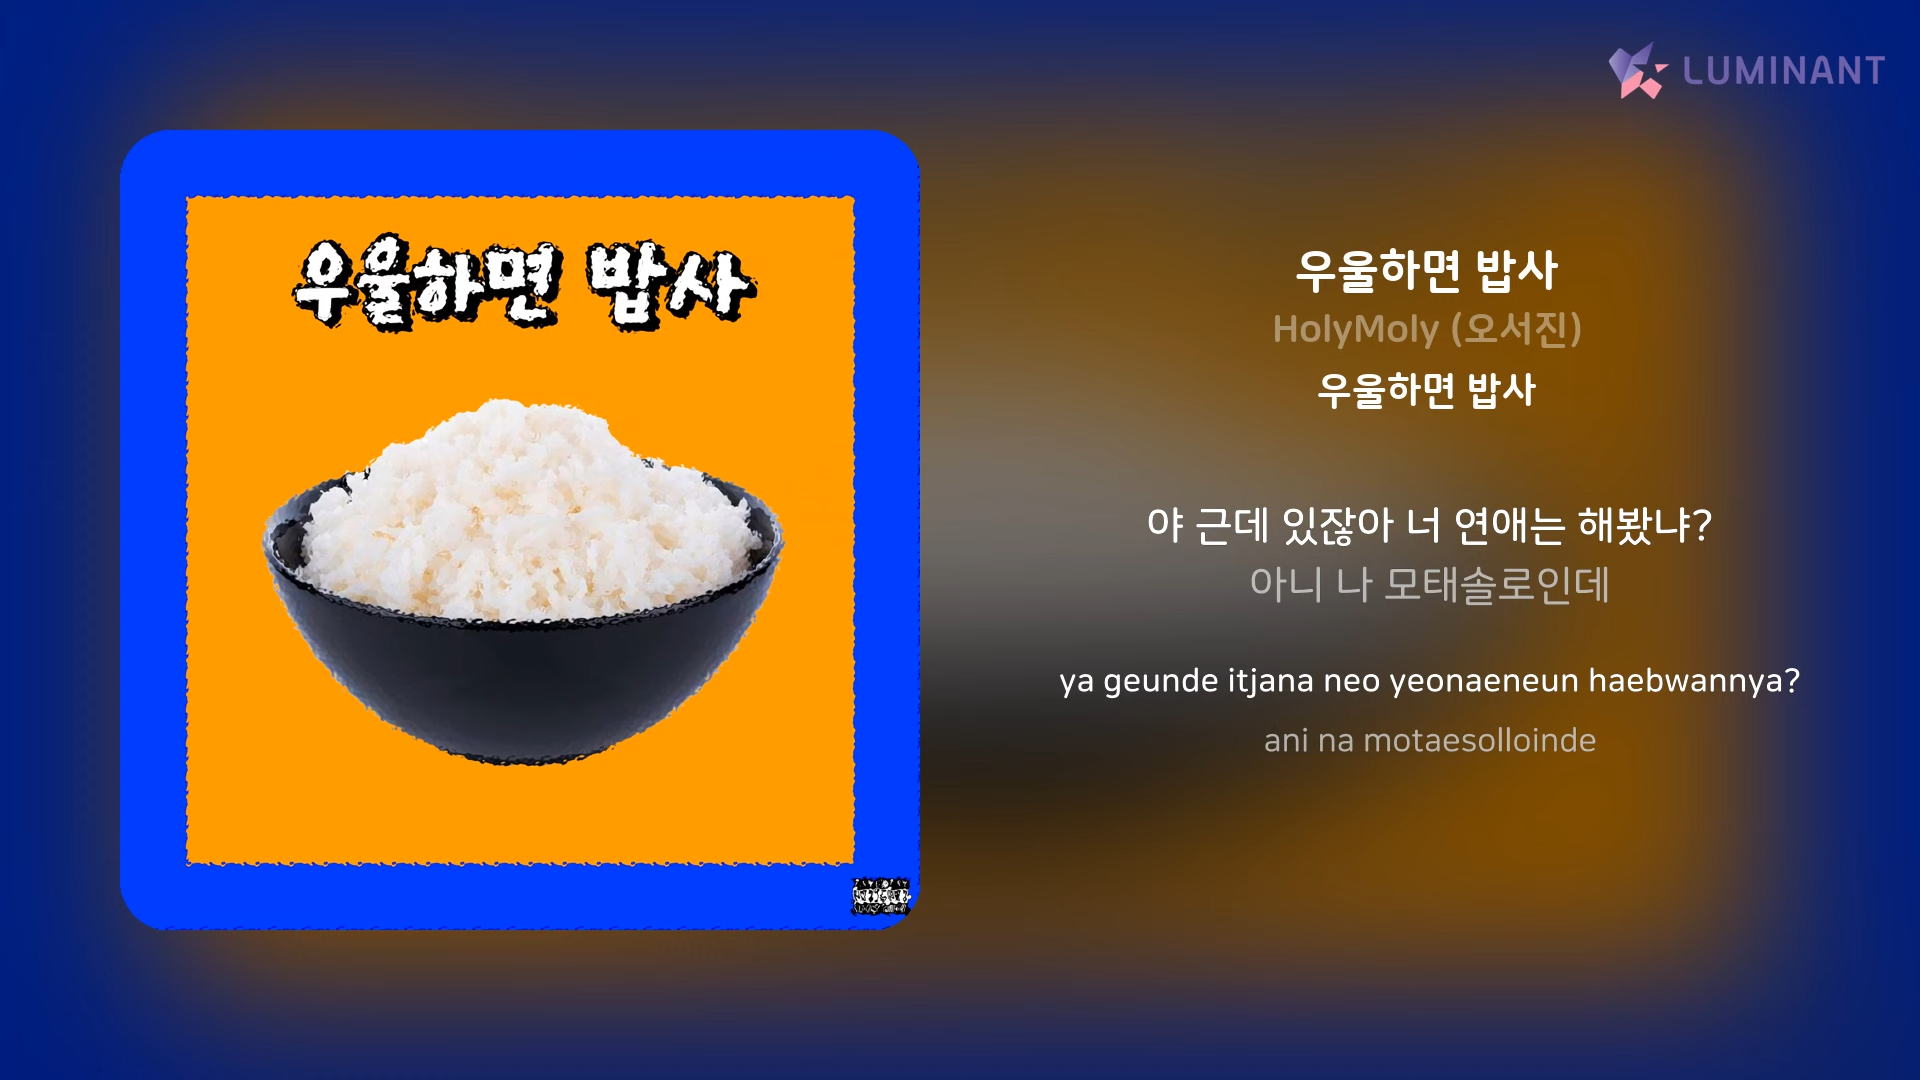 우울하면 밥사
LUMINANT
우울하면 밥사
HolyMoly (오서진)
우울하면 밥사
야 근데 있잖아 너 연애는 해봤냐?
아니 나 모태솔로인데
ya geunde itjana neo yeonaeneun haebwannya?
ani na motaesolloinde